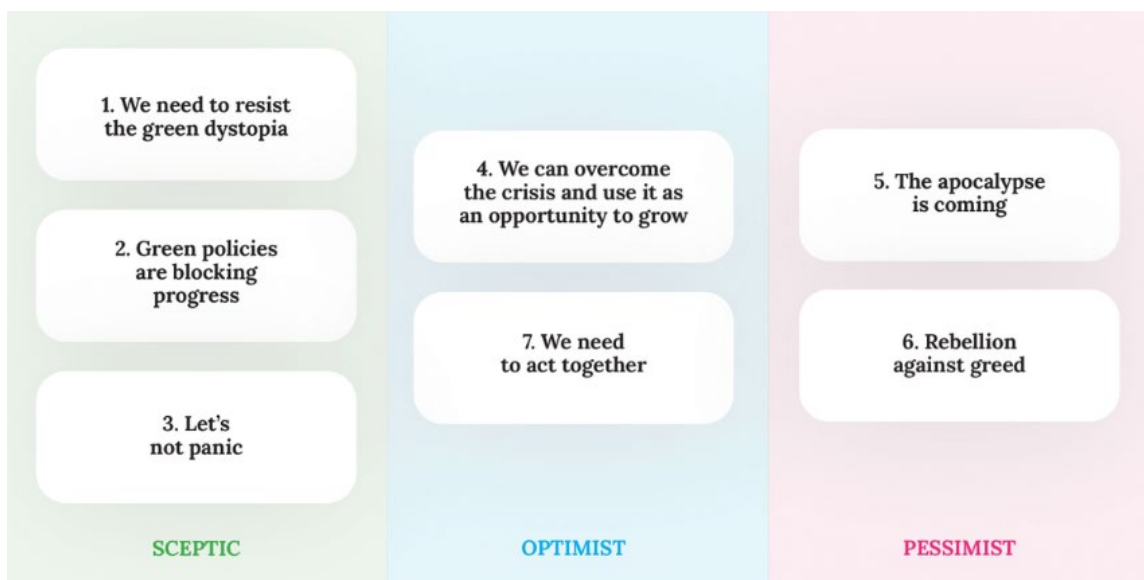 1. We need to resist
the green dystopia
2. Green policies
are blocking
progress
3. Let’s
not panic
SCEPTIC
4. We can overcome
the crisis and use it as
an opportunity to grow
7. We need
to act together
OPTIMIST
5. The apocalypse
is coming
6. Rebellion
against greed
PESSIMIST